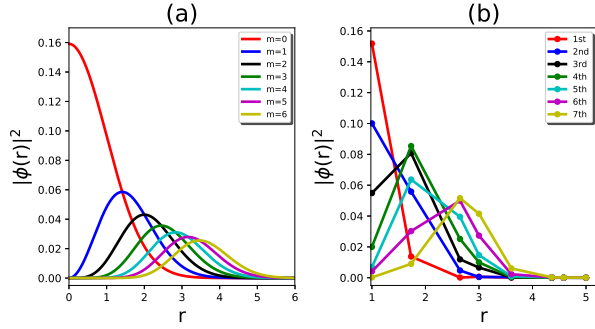 (a)
|ϕ(r)|²
0.16
0.14
0.12
0.10
0.08
0.06
0.04
0.02
0.00
0 1 2 3 4 5 6
r
m=0
m=1
m=2
m=3
m=4
m=5
m=6
(b)
|ϕ(r)|²
0.16
0.14
0.12
0.10
0.08
0.06
0.04
0.02
0.00
1 2 3 4 5
r
1st
2nd
3rd
4th
5th
6th
7th